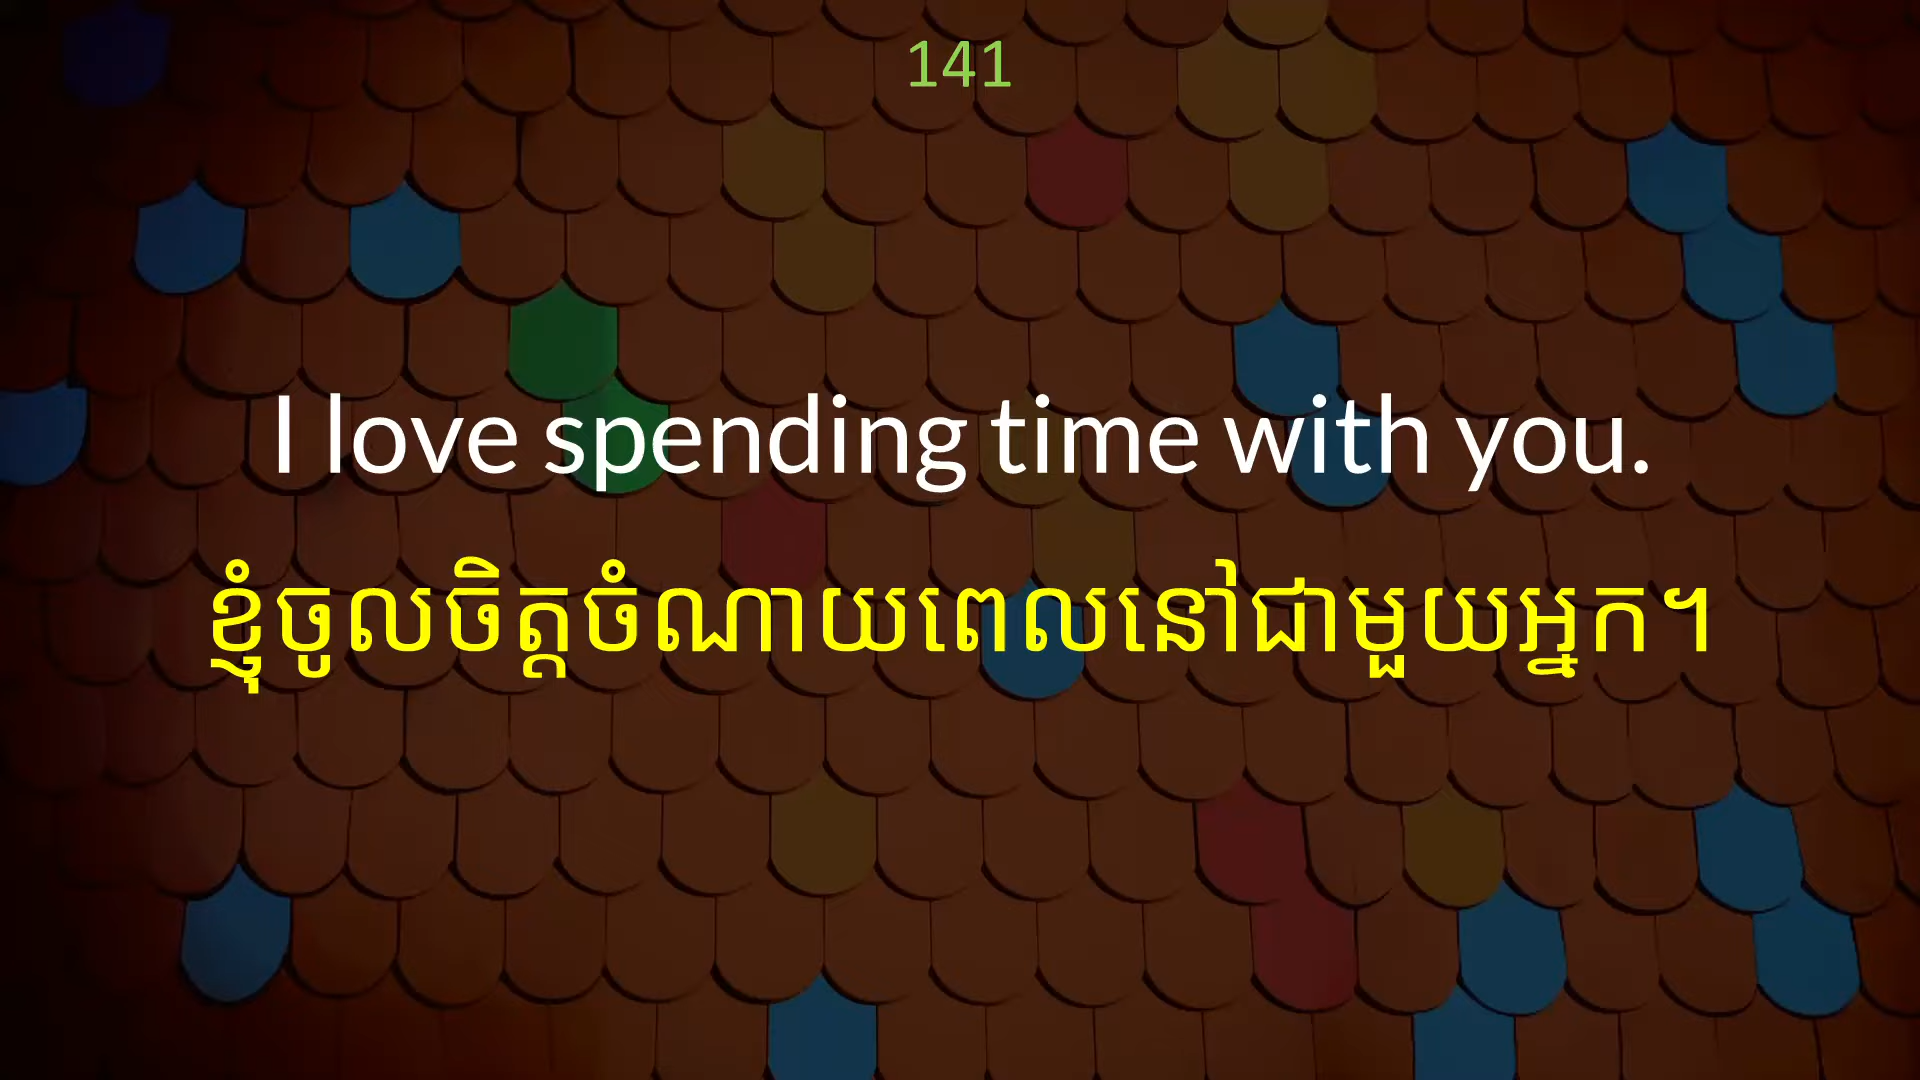 141
I love spending time with you.
ខ្ញុំចូលចិត្តចំណាយពេលនៅជាមួយអ្នក។